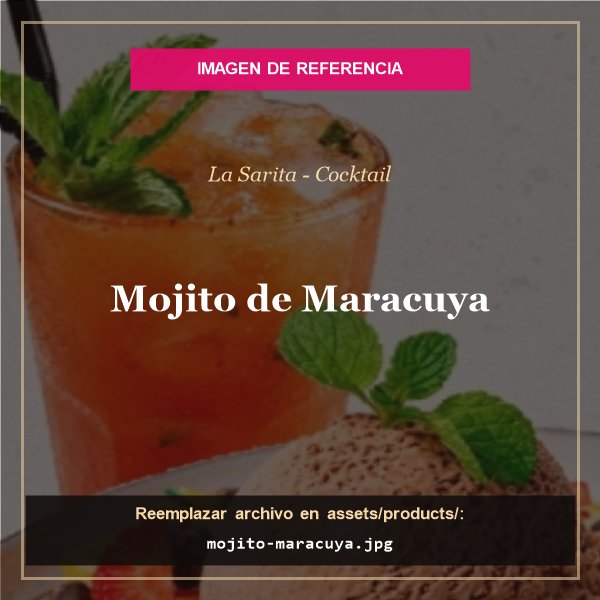 IMAGEN DE REFERENCIA
La Sarita - Cocktail
Mojito de Maracuya
Reemplazar archivo en assets/products/:
mojito-maracuya.jpg